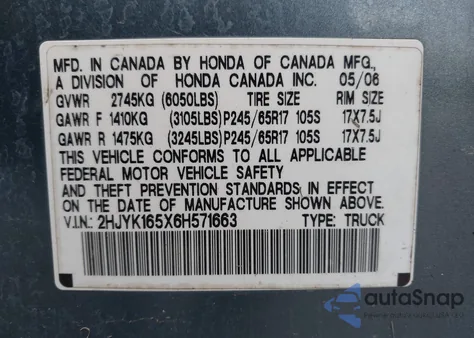 MFD. IN CANADA BY HONDA OF CANADA MFG.,
A DIVISION OF HONDA CANADA INC. 05/06
GVWR 2745KG (6050LBS) TIRE SIZE RIM SIZE
GAWR F 1410KG (3105LBS) P245/65R17 105S 17X7.5J
GAWR R 1475KG (3245LBS) P245/65R17 105S 17X7.5J
THIS VEHICLE CONFORMS TO ALL APPLICABLE
FEDERAL MOTOR VEHICLE SAFETY
AND THEFT PREVENTION STANDARDS IN EFFECT
ON THE DATE OF MANUFACTURE SHOWN ABOVE.
V.I.N.: 2HJYK165X6H571663 TYPE: TRUCK
autoSnap